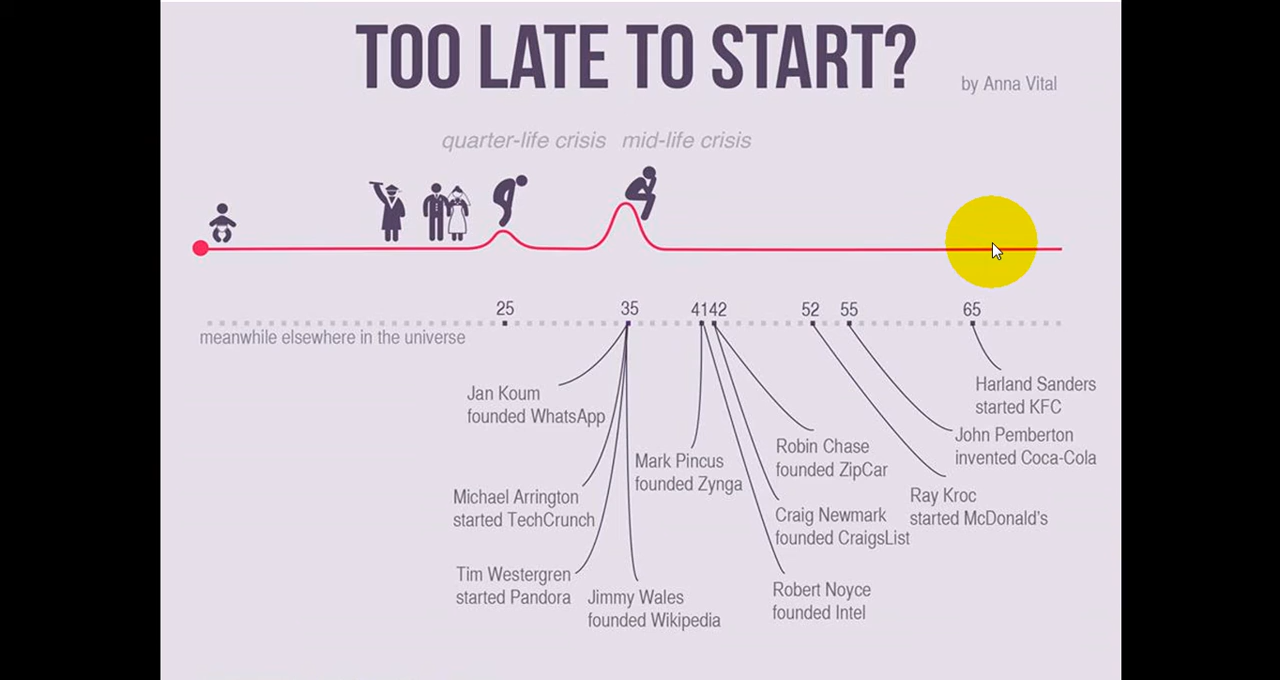 TOO LATE TO START?
by Anna Vital
quarter-life crisis mid-life crisis
25 35 41 42 52 55 65
meanwhile elsewhere in the universe
Jan Koum
founded WhatsApp
Michael Arrington
started TechCrunch
Tim Westergren
started Pandora
Jimmy Wales
founded Wikipedia
Mark Pincus
founded Zynga
Robin Chase
founded ZipCar
Craig Newmark
founded CraigsList
Robert Noyce
founded Intel
Ray Kroc
started McDonald's
John Pemberton
invented Coca-Cola
Harland Sanders
started KFC